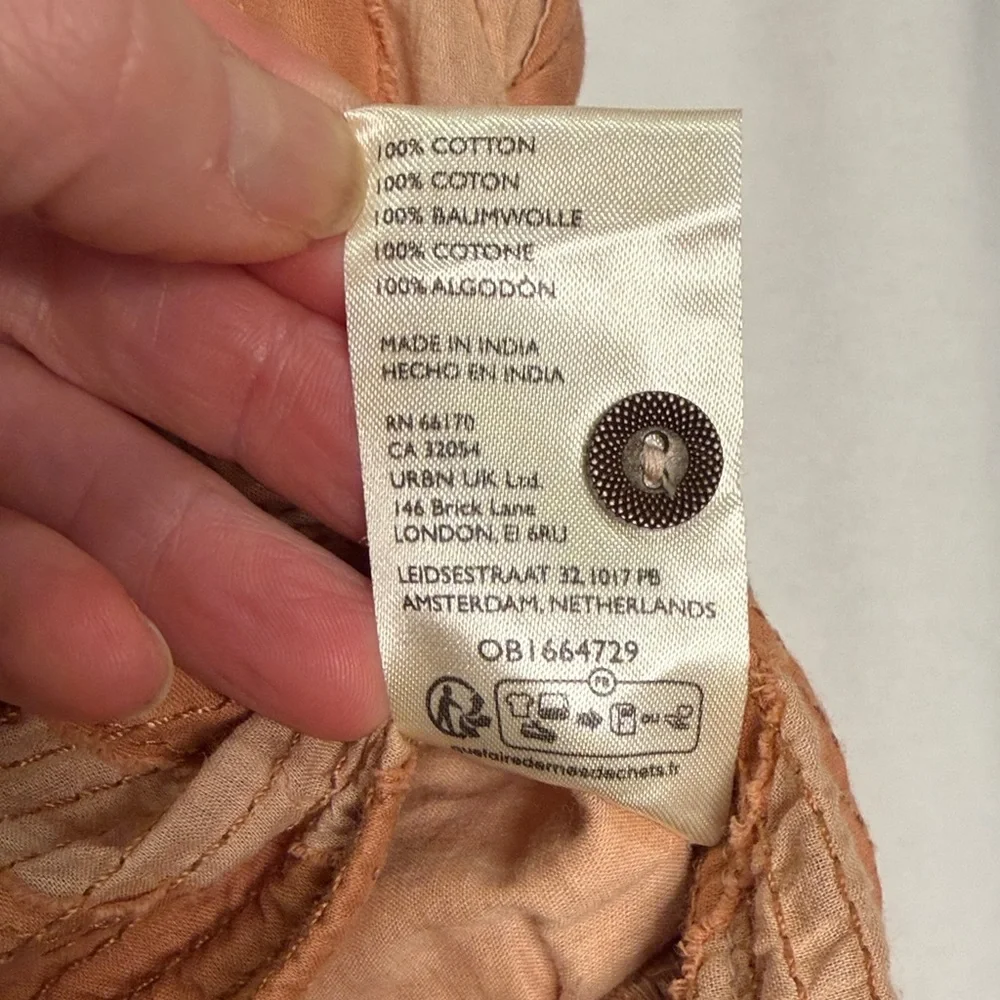 100% COTTON
100% COTON
100% BAUMWOLLE
100% COTONE
100% ALGODÓN
MADE IN INDIA
HECHO EN INDIA
RN 66170
CA 32054
URBN UK Ltd.
146 Brick Lane
LONDON. E1 6RU
LEIDSESTRAAT 32,1017 PB
AMSTERDAM, NETHERLANDS
OB1664729
FR
OU
quefairedemesdechets.fr